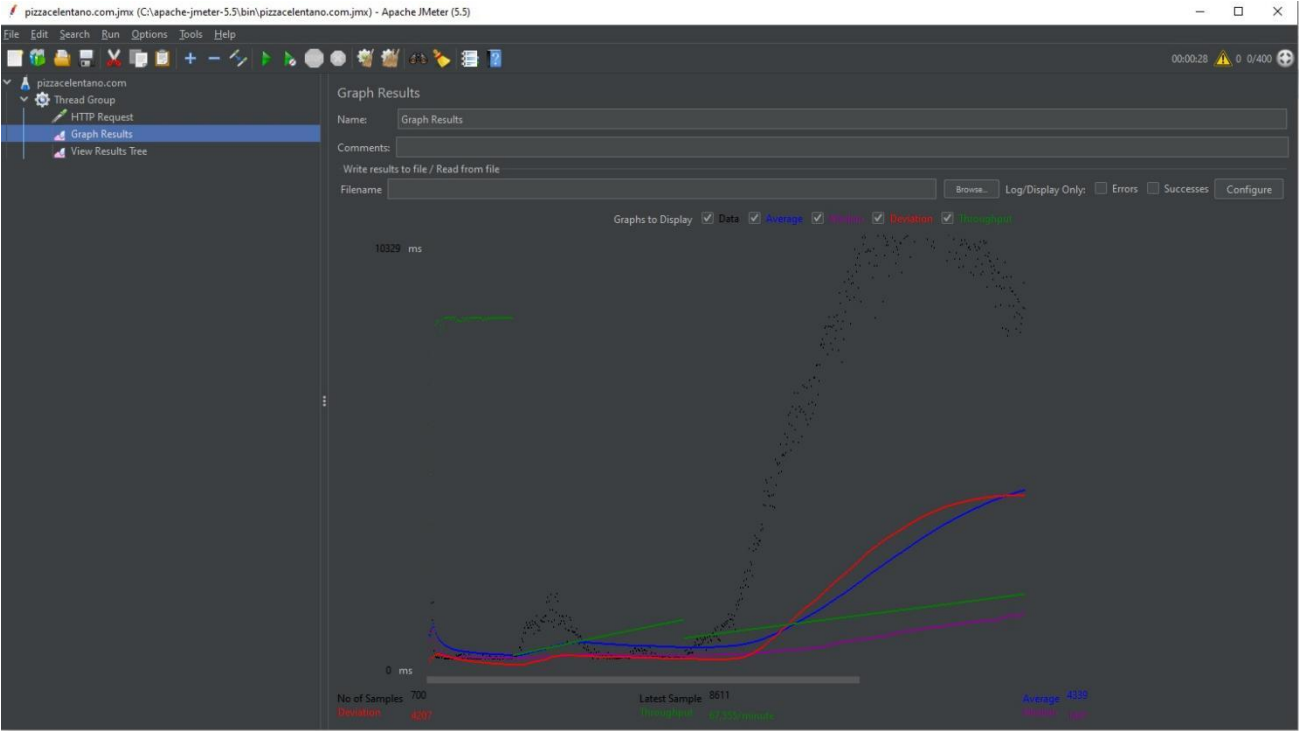 pizzacelentano.com.jmx (C:\apache-jmeter-5.5\bin\pizzacelentano.com.jmx) - Apache JMeter (5.5)
File Edit Search Run Options Tools Help
00:00:28 0 0/400
pizzacelentano.com
Thread Group
HTTP Request
Graph Results
View Results Tree
Graph Results
Name: Graph Results
Comments:
Write results to file / Read from file
Filename Browse... Log/Display Only: Errors Successes Configure
Graphs to Display Data Average Deviation Throughput
10329 ms
0 ms
No of Samples 700 Latest Sample 8611 Average 4339
Deviation 4207 Throughput